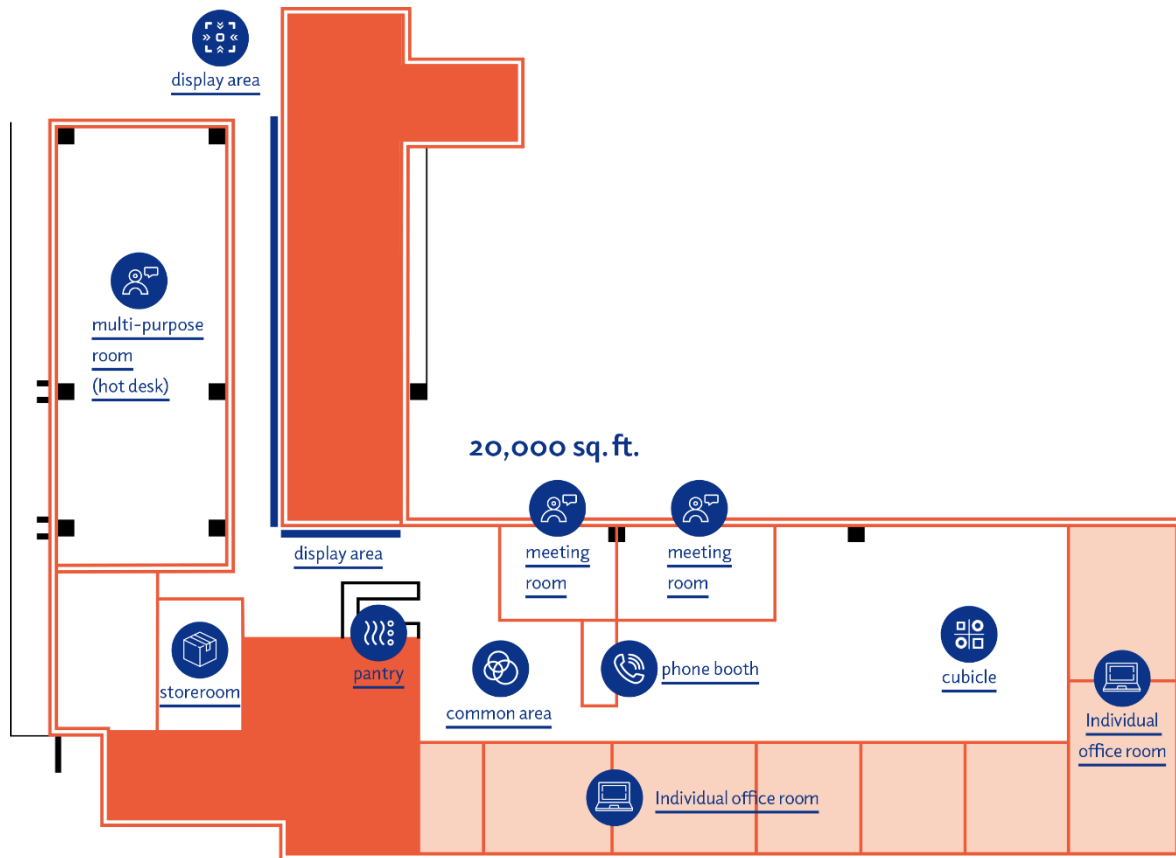 display area
multi-purpose
room
(hot desk)
20,000 sq. ft.
display area
meeting
room
meeting
room
storeroom
pantry
common area
phone booth
cubicle
Individual
office room
Individual office room